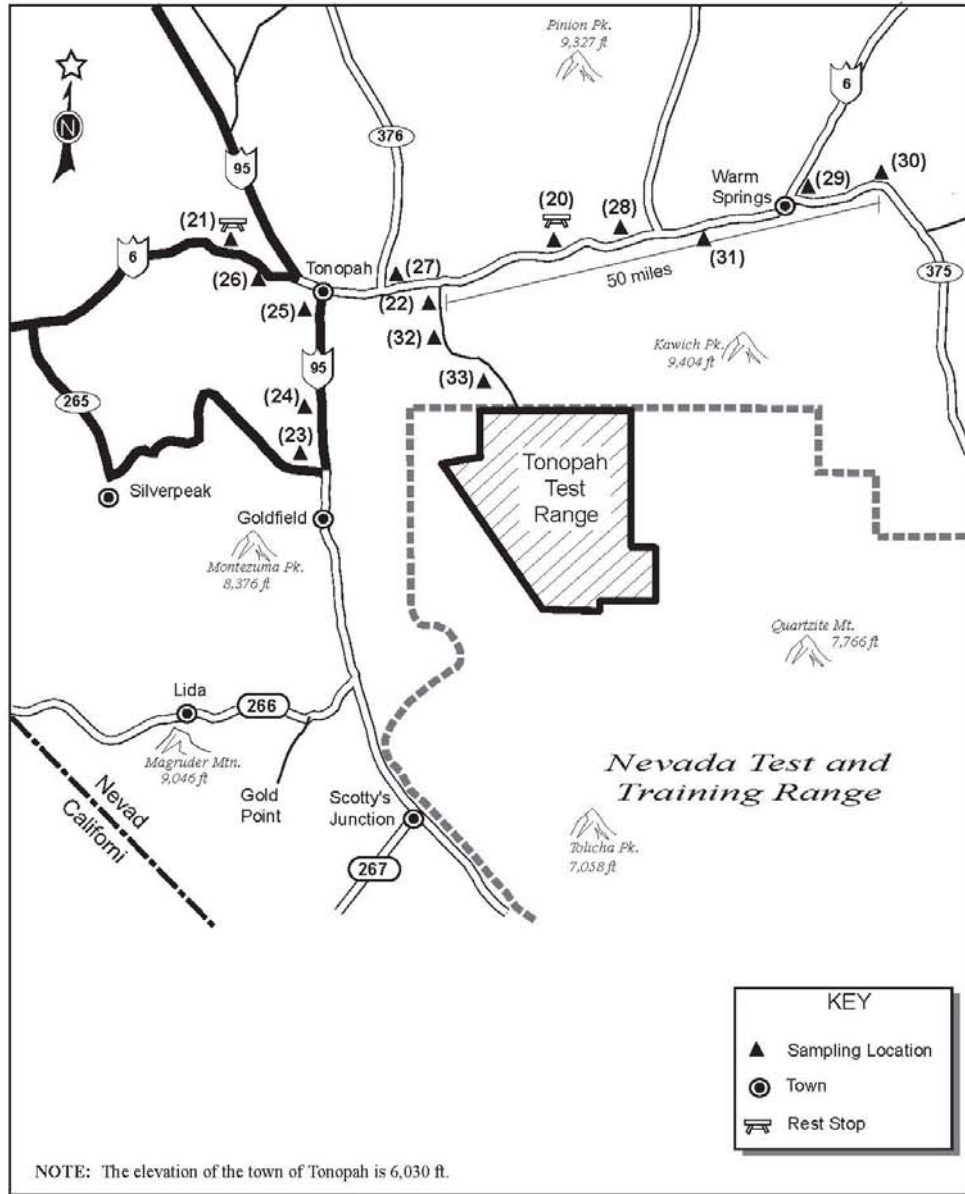 Pinion Pk.
9,327 ft
N
6
376
95
(30)
Warm
Springs
(29)
(20)
(28)
(21)
6
Tonopah
(27)
(31)
(26)
50 miles
375
(25)
(22)
(32)
Kawich Pk.
9,404 ft
95
(33)
265
(24)
(23)
Tonopah
Test
Range
Silverpeak
Goldfield
Montezuma Pk.
8,376 ft
Quartzite Mt.
7,766 ft
Lida
266
Magruder Mtn.
9,046 ft
Nevad
Californi
Gold
Point
Scotty's
Junction
Nevada Test and
Training Range
Tolicha Pk.
7,058 ft
267
KEY
Sampling Location
Town
Rest Stop
NOTE: The elevation of the town of Tonopah is 6,030 ft.